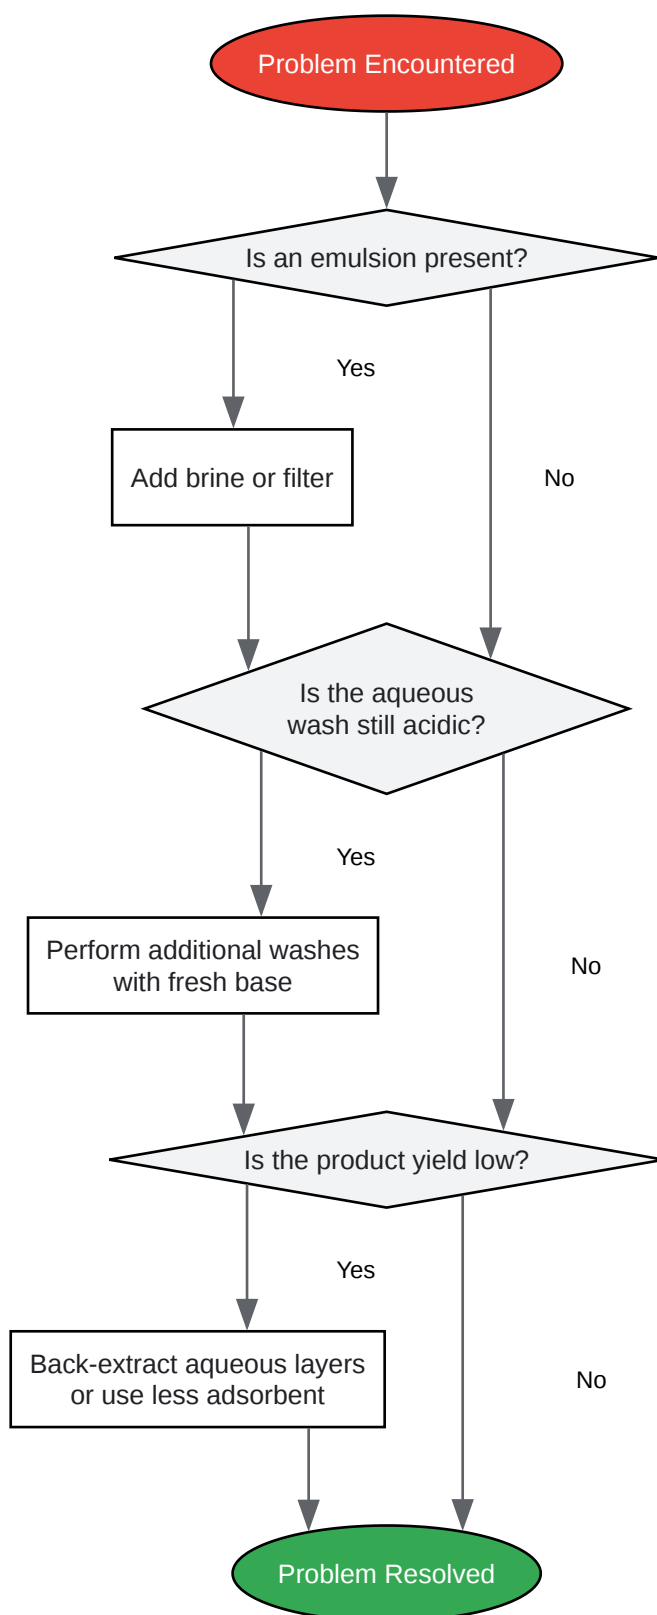 Problem Encountered
Is an emulsion present?
Yes
Add brine or filter
No
Is the aqueous
wash still acidic?
Yes
Perform additional washes
with fresh base
No
Is the product yield low?
Yes
Back-extract aqueous layers
or use less adsorbent
No
Problem Resolved